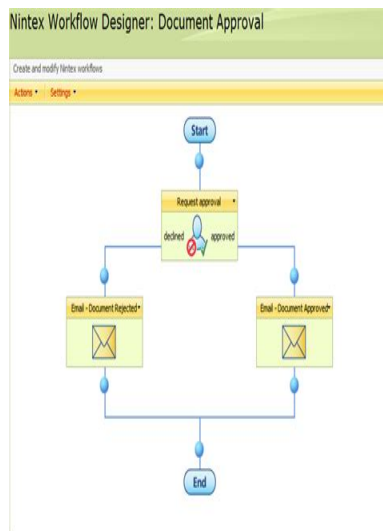 Nintex Workflow Designer: Document Approval
Create and modify Nintex workflows
Actions Settings
Start
Request approval
declined approved
Email - Document Rejected Email - Document Approved
End